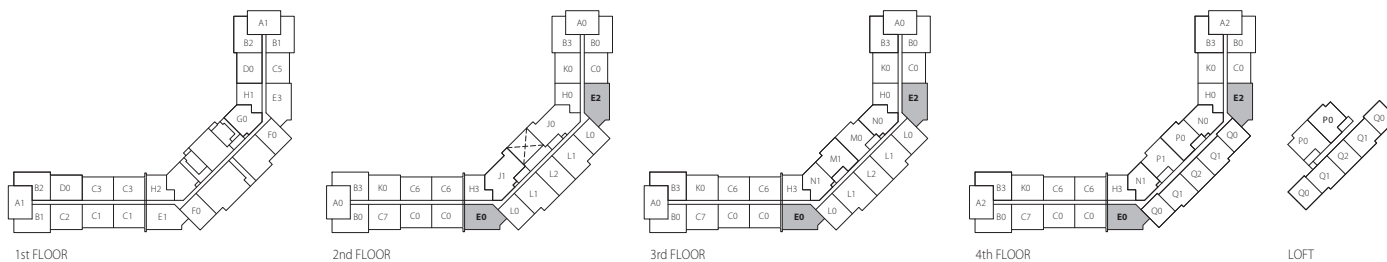 A1
B2 B1
D0 C5
H1 E3
G0
F0
B2 D0 C3 C3 H2
A1
B1 C2 C1 C1 E1 F0
1st FLOOR
A0
B3 B0
K0 C0
H0 E2
J0
L0
L1
J1 L2
B3 K0 C6 C6 H3 L1
A0
B0 C7 C0 C0 E0 L0
2nd FLOOR
A0
B3 B0
K0 C0
H0 E2
N0
M0 L0
M1 L1
N1 L2
B3 K0 C6 C6 H3 L1
A0
B0 C7 C0 C0 E0 L0
3rd FLOOR
A2
B3 B0
K0 C0
H0 E2
N0
P0 Q0
P1 Q1
N1 Q2
B3 K0 C6 C6 H3 Q1
A2
B0 C7 C0 C0 E0 Q0
4th FLOOR
P0 Q0
P0 Q1
Q2
Q1
Q0
LOFT